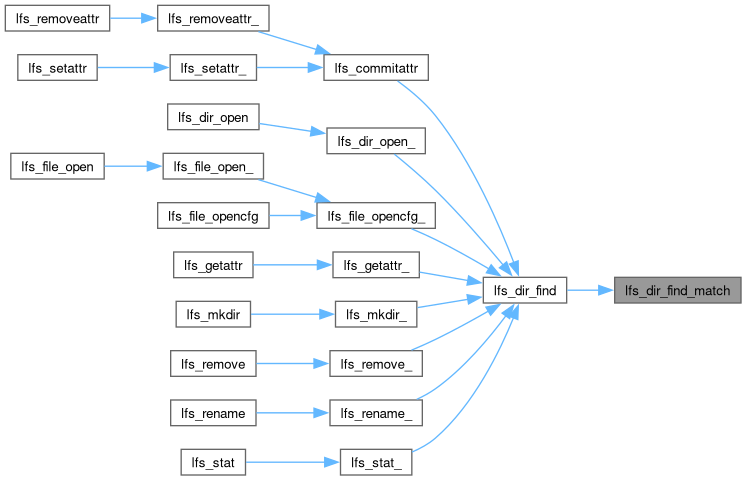 lfs_removeattr
lfs_removeattr_
lfs_setattr
lfs_setattr_
lfs_commitattr
lfs_dir_open
lfs_dir_open_
lfs_file_open
lfs_file_open_
lfs_file_opencfg
lfs_file_opencfg_
lfs_getattr
lfs_getattr_
lfs_dir_find
lfs_dir_find_match
lfs_mkdir
lfs_mkdir_
lfs_remove
lfs_remove_
lfs_rename
lfs_rename_
lfs_stat
lfs_stat_